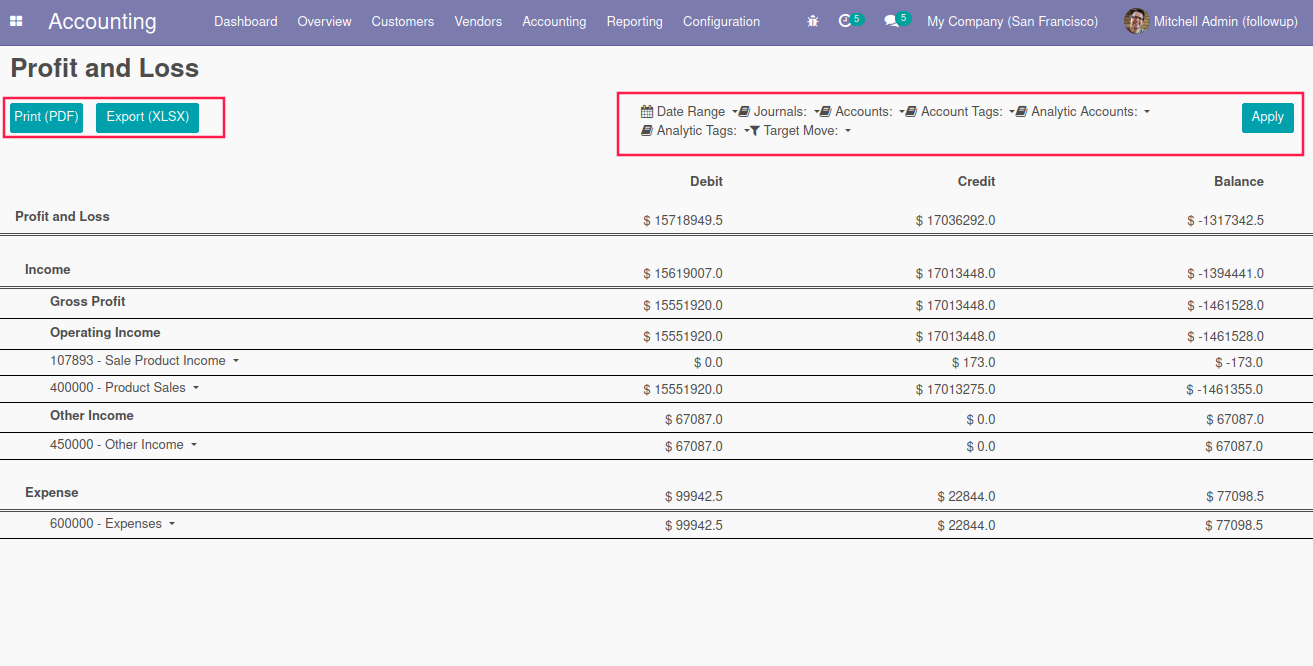 Accounting Dashboard Overview Customers Vendors Accounting Reporting Configuration 5 5 My Company (San Francisco) Mitchell Admin (followup)
Profit and Loss
Print (PDF) Export (XLSX) Date Range Journals: Accounts: Account Tags: Analytic Accounts: Apply
Analytic Tags: Target Move:
Debit Credit Balance
Profit and Loss $ 15718949.5 $ 17036292.0 $ -1317342.5
Income $ 15619007.0 $ 17013448.0 $ -1394441.0
Gross Profit $ 15551920.0 $ 17013448.0 $ -1461528.0
Operating Income $ 15551920.0 $ 17013448.0 $ -1461528.0
107893 - Sale Product Income $ 0.0 $ 173.0 $ -173.0
400000 - Product Sales $ 15551920.0 $ 17013275.0 $ -1461355.0
Other Income $ 67087.0 $ 0.0 $ 67087.0
450000 - Other Income $ 67087.0 $ 0.0 $ 67087.0
Expense $ 99942.5 $ 22844.0 $ 77098.5
600000 - Expenses $ 99942.5 $ 22844.0 $ 77098.5